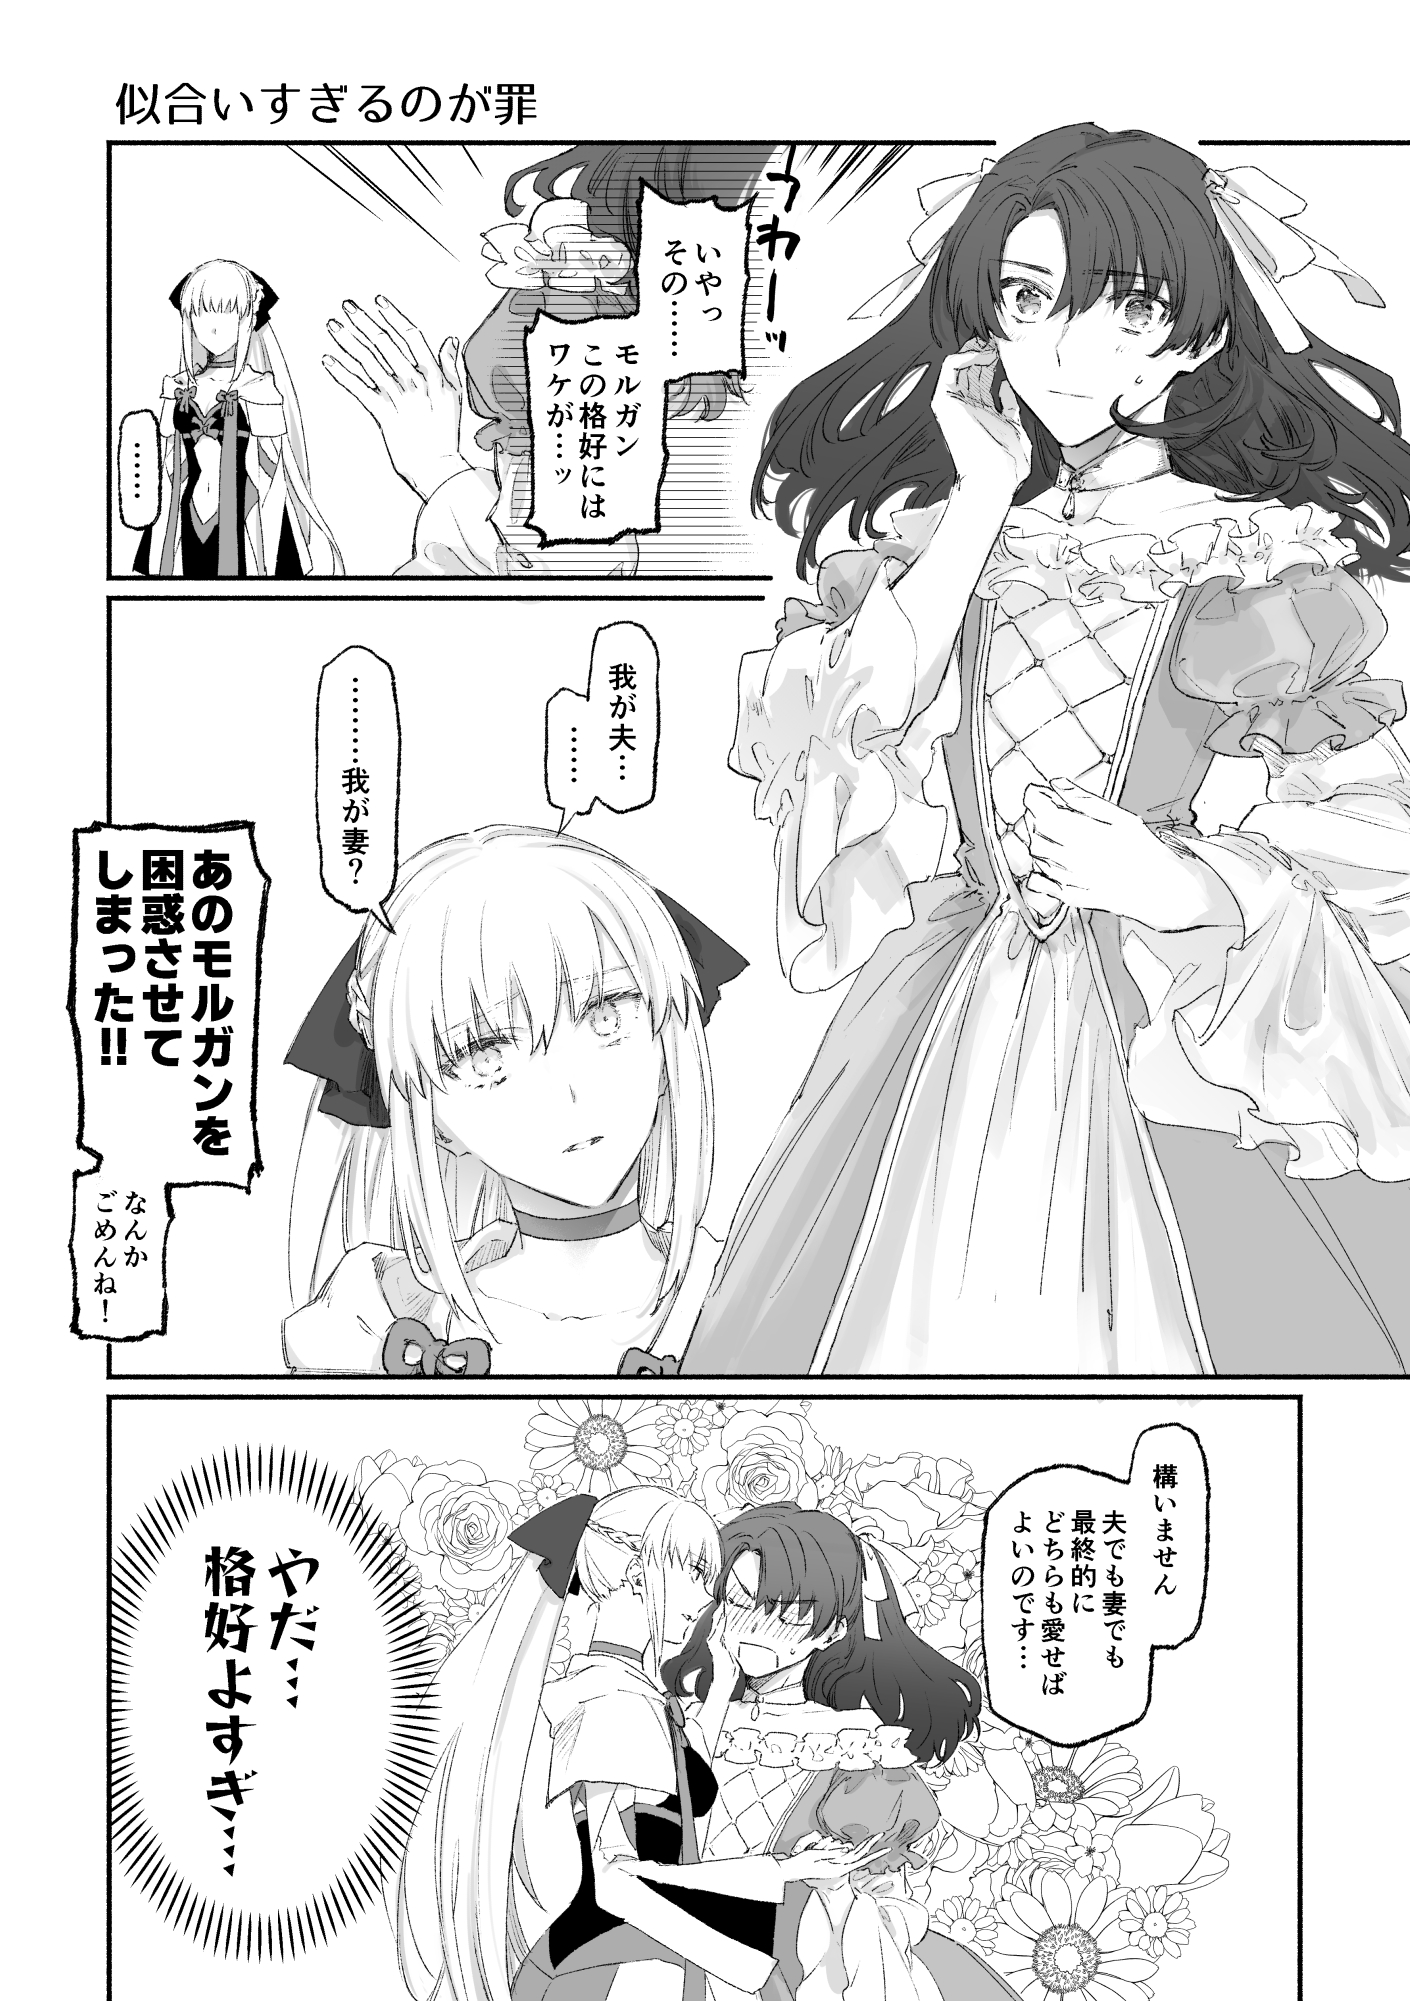 似合いすぎるのが罪
うわーッ
いやっ
その……
モルガン
この格好には
ワケが…ッ
……
我が夫…
……
………我が妻?
あのモルガンを
困惑させて
しまった!!
なんか
ごめんね!
構いません
夫でも妻でも
最終的に
どちらも愛せば
よいのです…
やだ…
格好よすぎ……